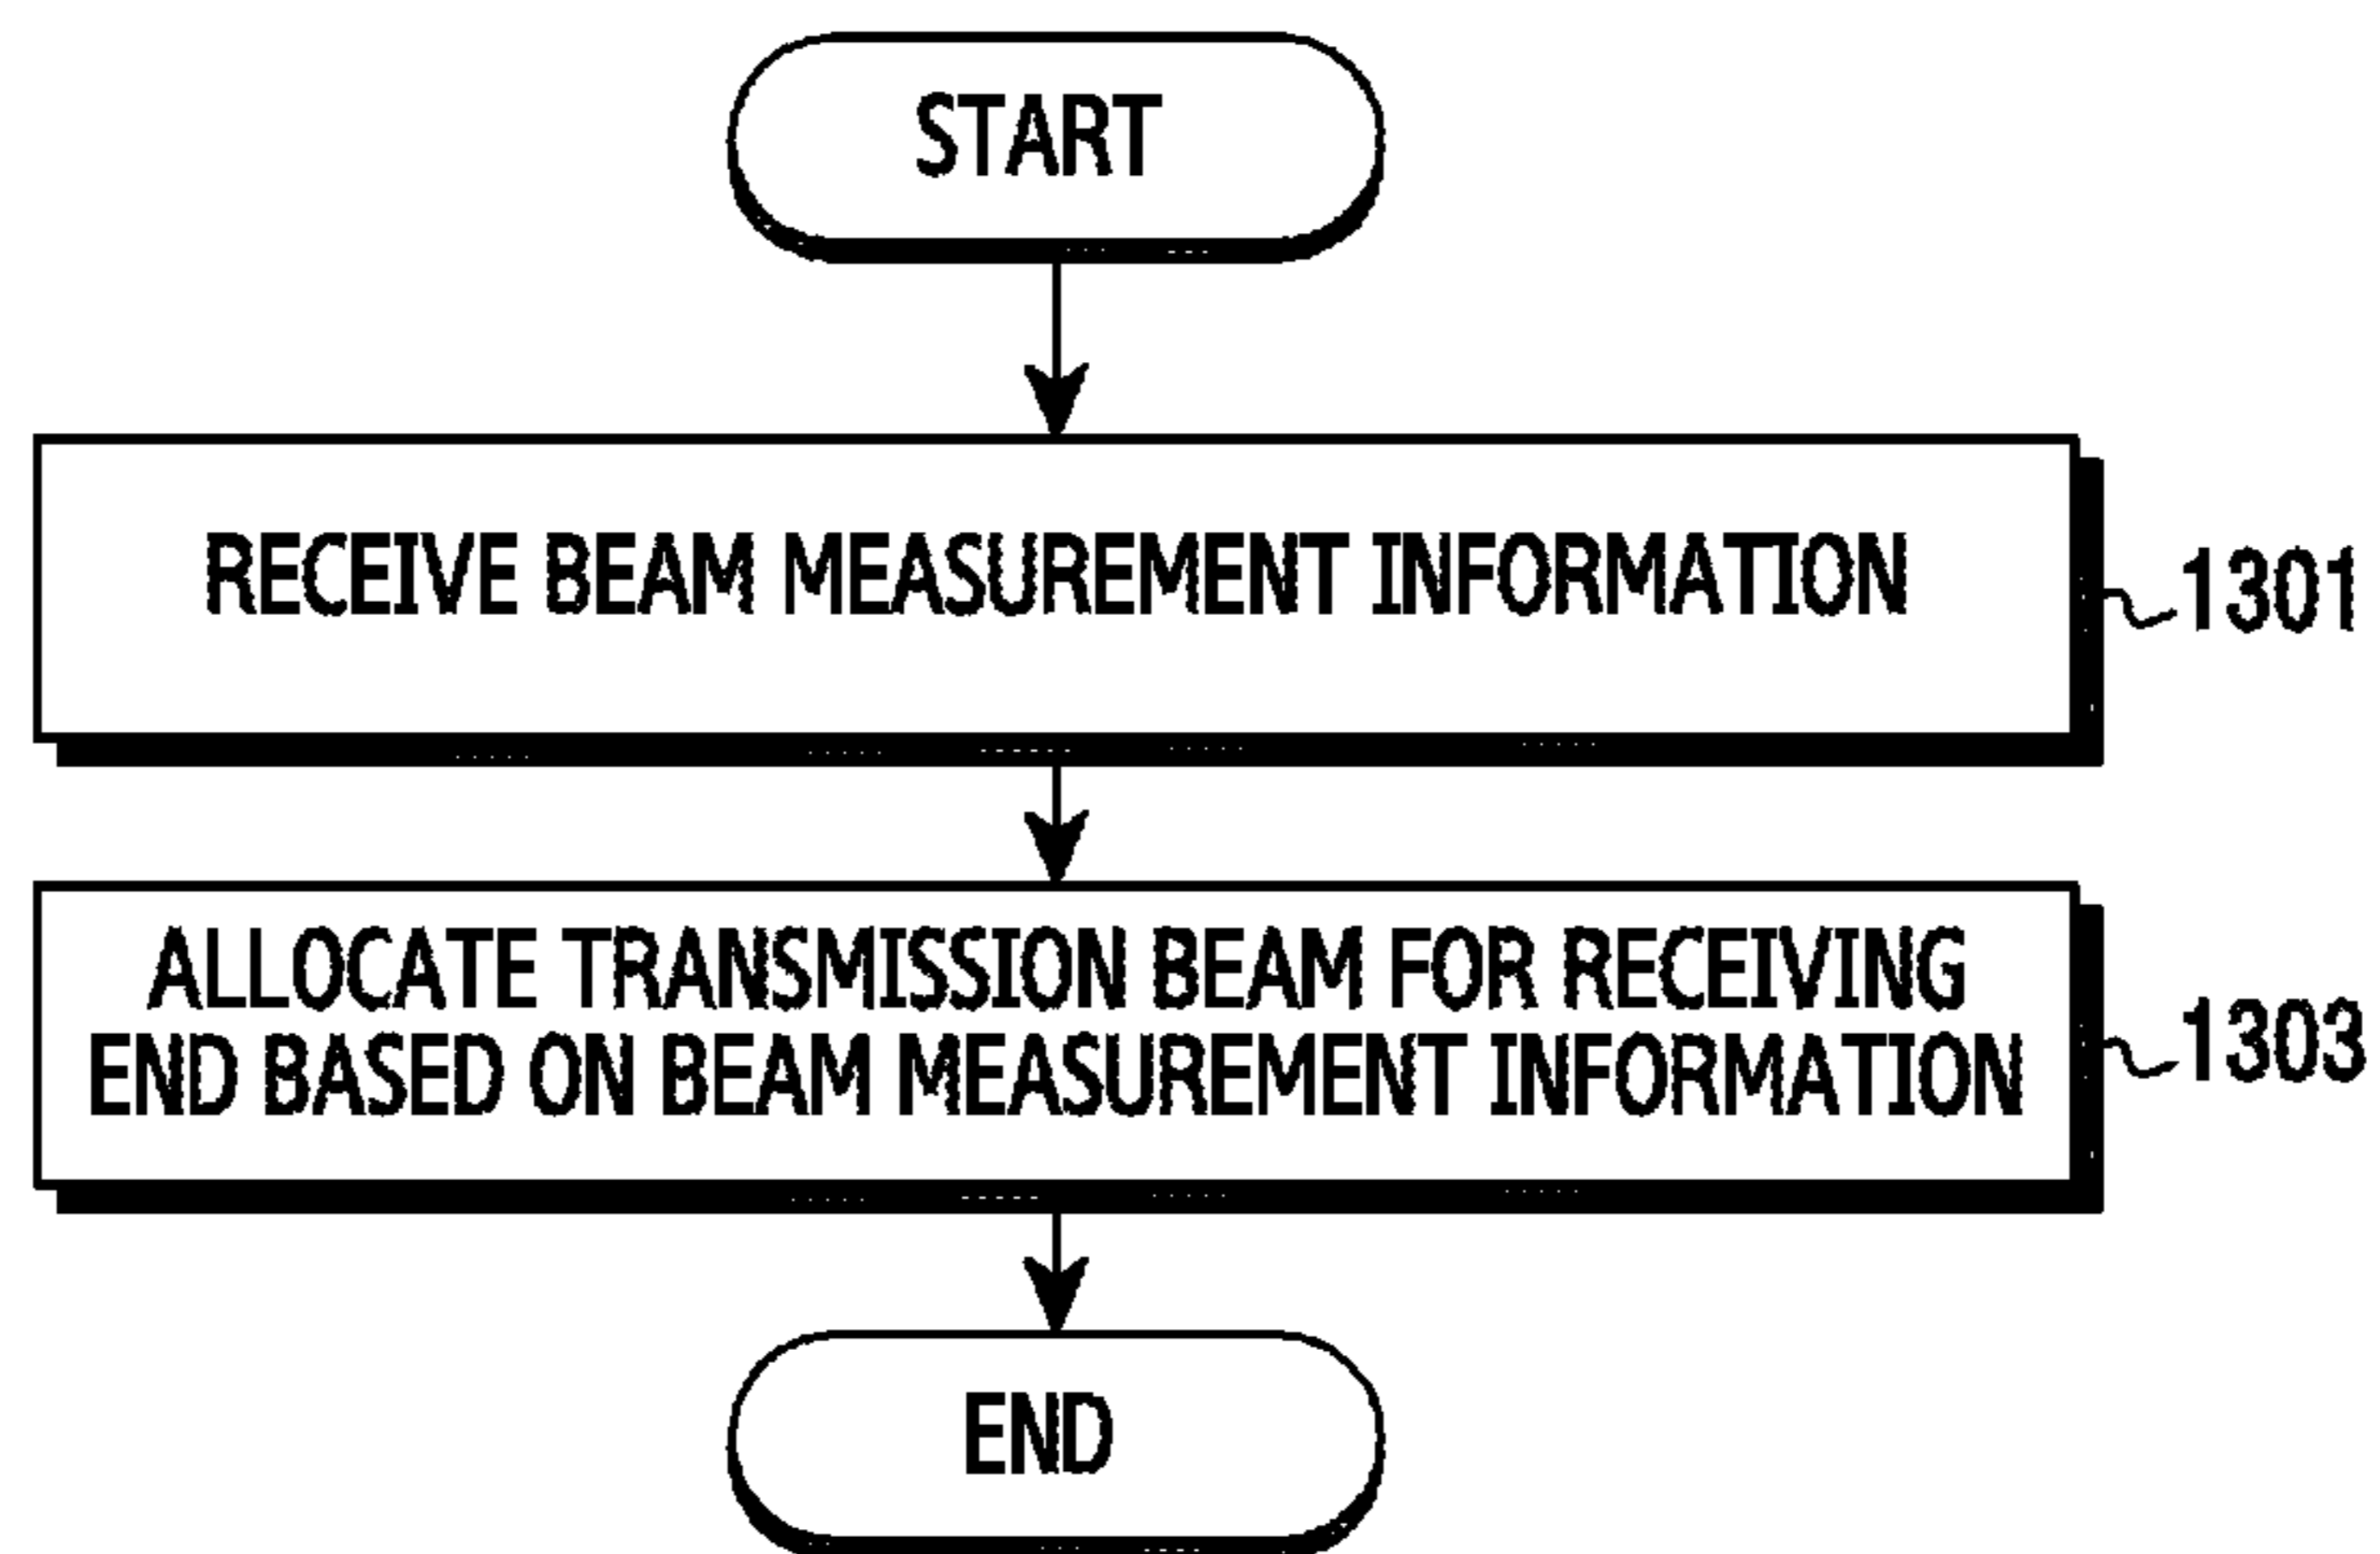 START
RECEIVE BEAM MEASUREMENT INFORMATION
1301
ALLOCATE TRANSMISSION BEAM FOR RECEIVING
END BASED ON BEAM MEASUREMENT INFORMATION
1303
END